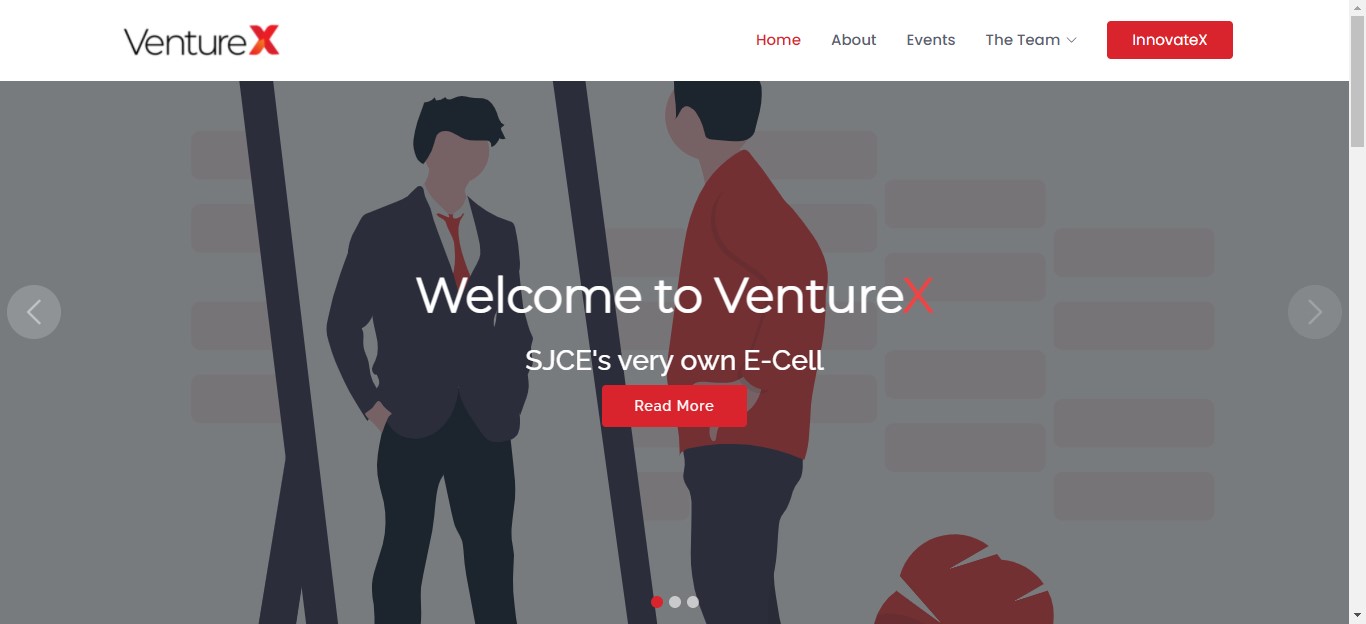 VentureX
Home
About
Events
The Team
InnovateX
Welcome to VentureX
SJCE's very own E-Cell
Read More